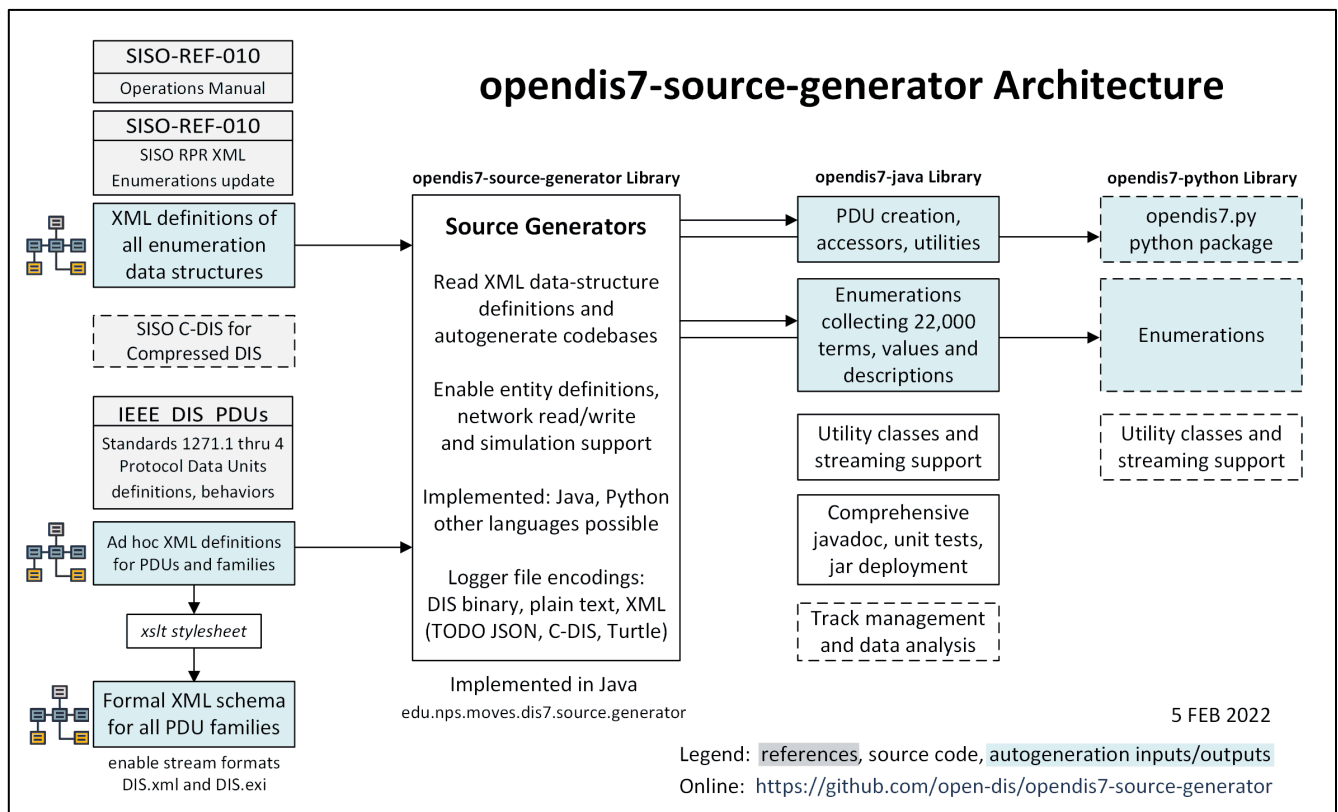 opendis7-source-generator Architecture
SISO-REF-010
Operations Manual
SISO-REF-010
SISO RPR XML
Enumerations update
XML definitions of
all enumeration
data structures
SISO C-DIS for
Compressed DIS
IEEE DIS PDUs
Standards 1271.1 thru 4
Protocol Data Units
definitions, behaviors
Ad hoc XML definitions
for PDUs and families
xslt stylesheet
Formal XML schema
for all PDU families
enable stream formats
DIS.xml and DIS.exi
opendis7-source-generator Library
Source Generators
Read XML data-structure
definitions and
autogenerate codebases
Enable entity definitions,
network read/write
and simulation support
Implemented: Java, Python
other languages possible
Logger file encodings:
DIS binary, plain text, XML
(TODO JSON, C-DIS, Turtle)
Implemented in Java
edu.nps.moves.dis7.source.generator
opendis7-java Library
PDU creation,
accessors, utilities
Enumerations
collecting 22,000
terms, values and
descriptions
Utility classes and
streaming support
Comprehensive
javadoc, unit tests,
jar deployment
Track management
and data analysis
opendis7-python Library
opendis7.py
python package
Enumerations
Utility classes and
streaming support
5 FEB 2022
Legend: references, source code, autogeneration inputs/outputs
Online: https://github.com/open-dis/opendis7-source-generator